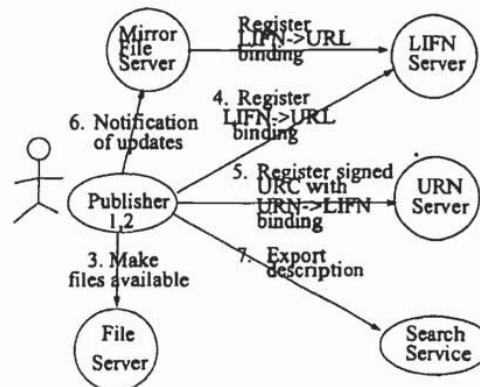 Mirror
File
Server
Register
LIFN->URL
binding
LIFN
Server
4. Register
LIFN->URL
binding
6. Notification
of updates
5. Register signed
URC with
URN->LIFN
binding
URN
Server
Publisher
1,2
3. Make
files available
7. Export
description
File
Server
Search
Service